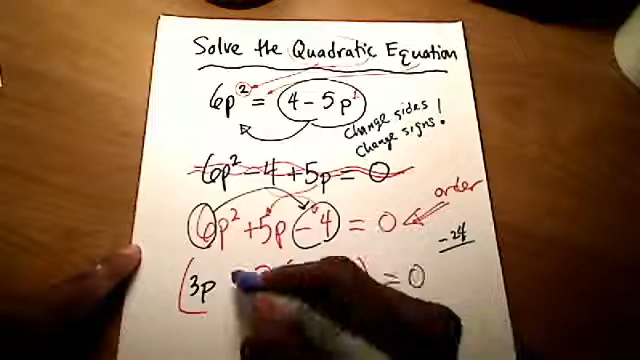 Solve the Quadratic Equation
6p² = 4 - 5p¹
change sides
change signs!
6p² - 4 + 5p = 0
order
6p² + 5p - 4 = 0
-24
(3p = 0